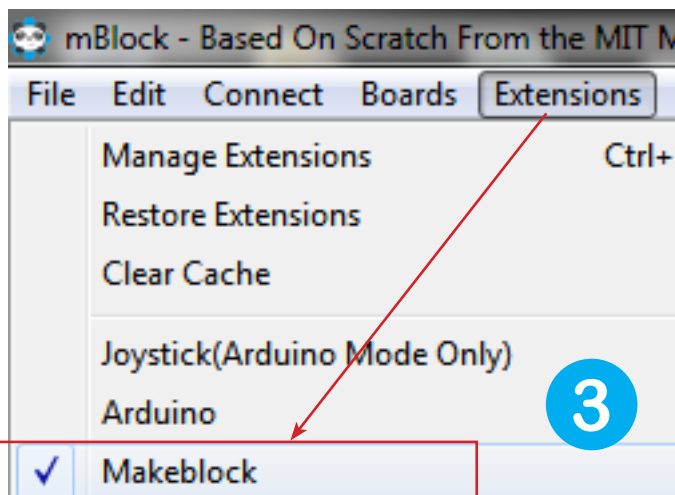 mBlock - Based On Scratch From the MIT M
File Edit Connect Boards Extensions
Manage Extensions Ctrl+
Restore Extensions
Clear Cache
Joystick(Arduino Mode Only)
Arduino
3
✓ Makeblock